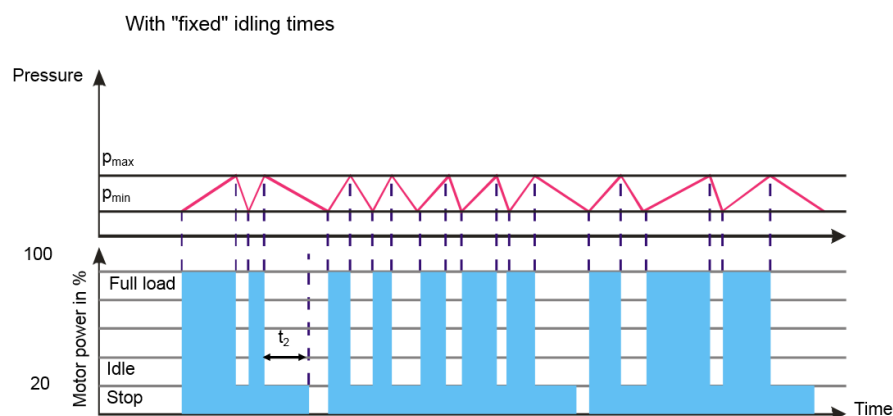 With "fixed" idling times
Pressure
pmax
pmin
100
Full load
t2
Idle
20
Stop
Motor power in %
Time